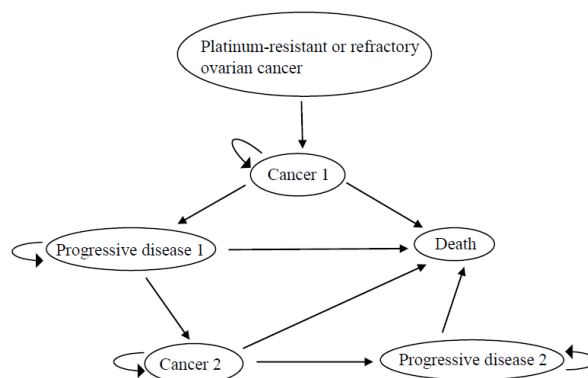 Platinum-resistant or refractory
ovarian cancer
Cancer 1
Progressive disease 1
Death
Cancer 2
Progressive disease 2